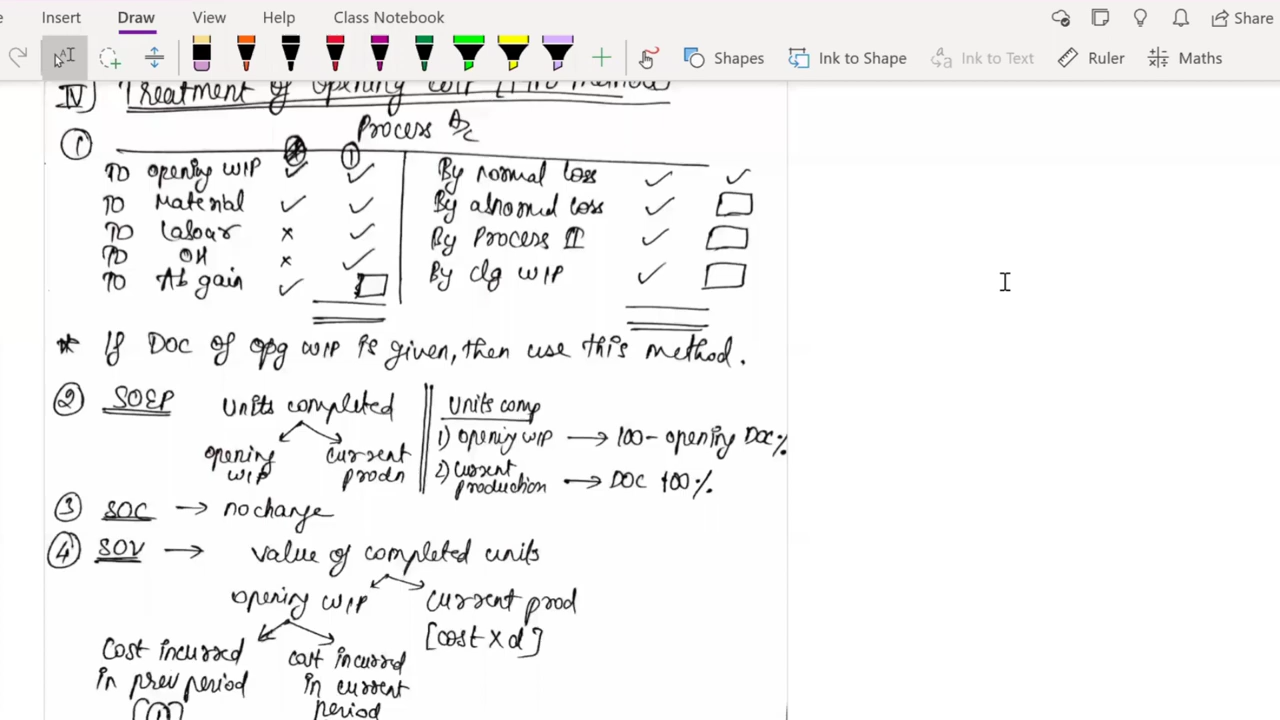 Insert Draw View Help Class Notebook Share
Shapes Ink to Shape Ink to Text Ruler Maths
IV) Treatment of Opening WIP
① Process A/c
①
TO opening WIP ✓ ✓ By normal loss ✓ ✓
TO Material ✓ ✓ By abnormal loss ✓
TO Labour x ✓ By Process II ✓
TO OH x ✓ By clg WIP ✓
TO Ab gain ✓
* If DOC of opg WIP is given, then use this method.
② SOEP Units completed
opening WIP current prodn
Units comp
1) opening WIP → 100 - opening DOC%
2) Current production → DOC 100%
③ SOC → no change
④ SOV → value of completed units
opening WIP current prod
[cost x d]
Cost incurred in prev period
cost incurred in current period
(1)